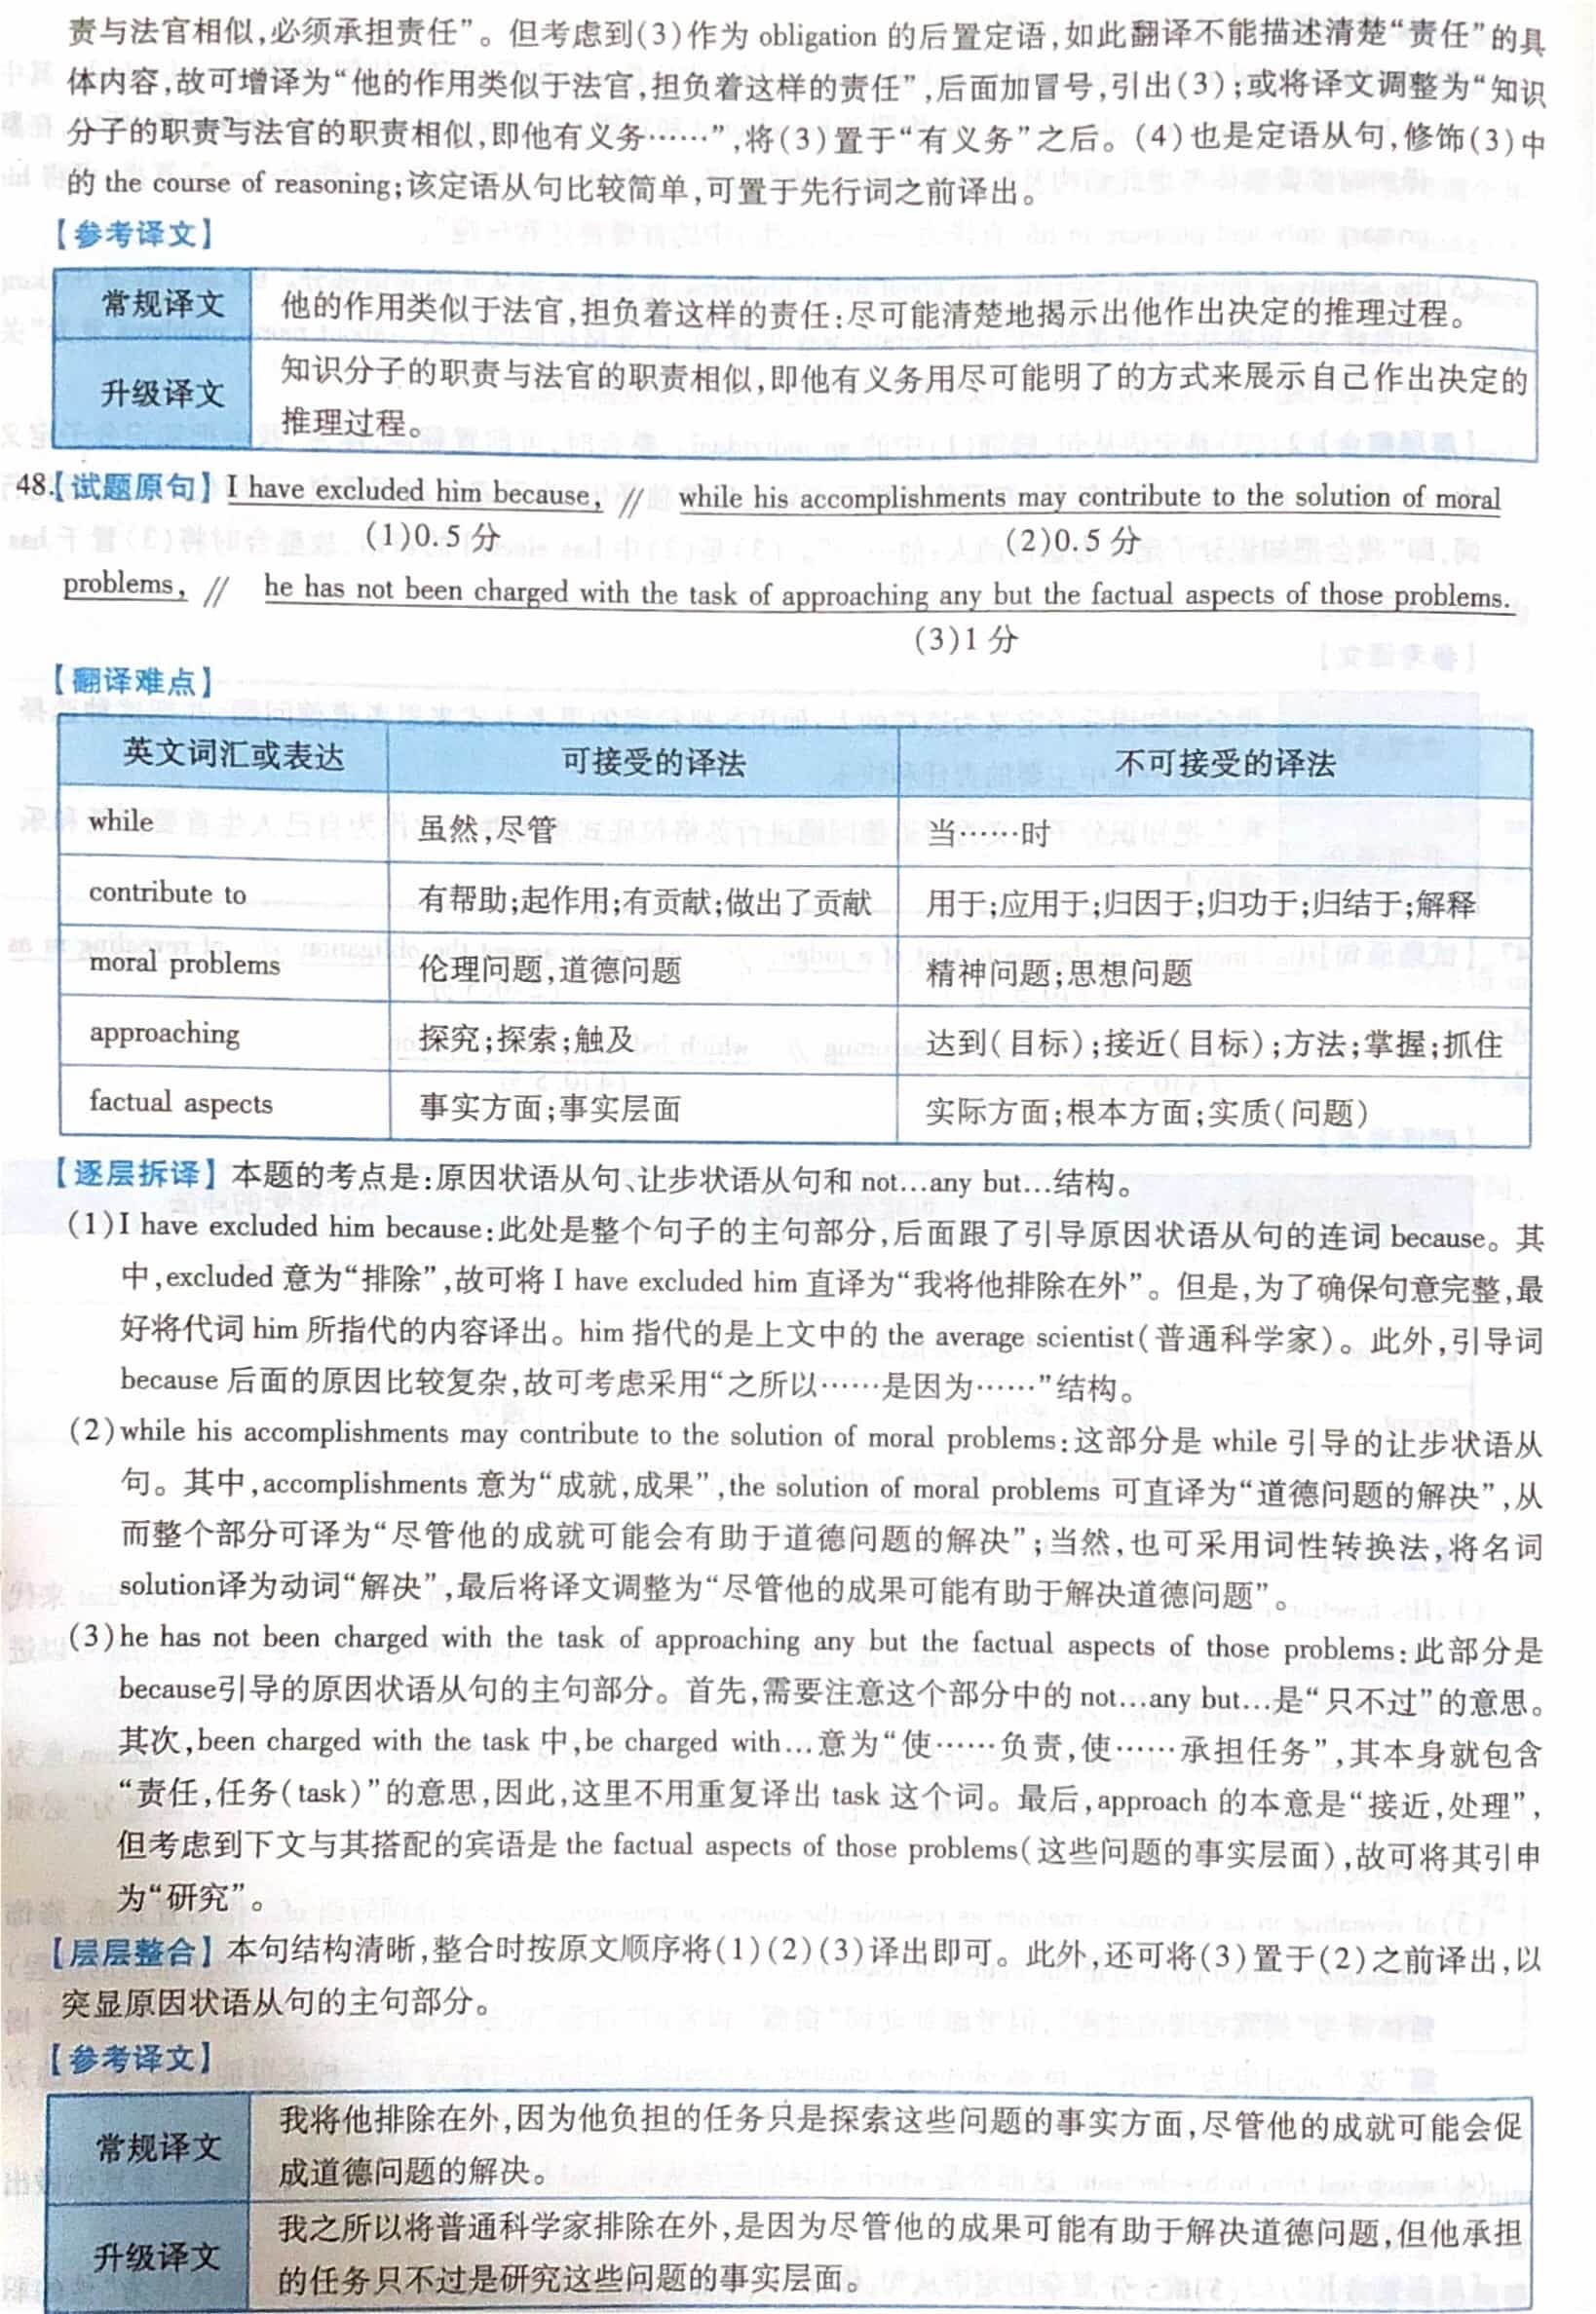 责与法官相似,必须承担责任”。但考虑到(3)作为 obligation 的后置定语,如此翻译不能描述清楚“责任”的具
体内容,故可增译为“他的作用类似于法官,担负着这样的责任”,后面加冒号,引出(3);或将译文调整为“知识
分子的职责与法官的职责相似,即他有义务……”,将(3)置于“有义务”之后。(4)也是定语从句,修饰(3)中
的 the course of reasoning;该定语从句比较简单,可置于先行词之前译出。
【参考译文】
常规译文 他的作用类似于法官,担负着这样的责任:尽可能清楚地揭示出他作出决定的推理过程。
升级译文 知识分子的职责与法官的职责相似,即他有义务用尽可能明了的方式来展示自己作出决定的
推理过程。
48.【试题原句】I have excluded him because, // while his accomplishments may contribute to the solution of moral
(1)0.5 分 (2)0.5 分
problems, // he has not been charged with the task of approaching any but the factual aspects of those problems.
(3)1 分
【翻译难点】
英文词汇或表达 可接受的译法 不可接受的译法
while 虽然;尽管 当……时
contribute to 有帮助;起作用;有贡献;做出了贡献 用于;应用于;归因于;归功于;归结于;解释
moral problems 伦理问题,道德问题 精神问题;思想问题
approaching 探究;探索;触及 达到(目标);接近(目标);方法;掌握;抓住
factual aspects 事实方面;事实层面 实际方面;根本方面;实质(问题)
【逐层拆译】本题的考点是:原因状语从句、让步状语从句和 not…any but…结构。
(1)I have excluded him because:此处是整个句子的主句部分,后面跟了引导原因状语从句的连词 because。其
中,excluded 意为“排除”,故可将 I have excluded him 直译为“我将他排除在外”。但是,为了确保句意完整,最
好将代词 him 所指代的内容译出。him 指代的是上文中的 the average scientist(普通科学家)。此外,引导词
because 后面的原因比较复杂,故可考虑采用“之所以……是因为……”结构。
(2)while his accomplishments may contribute to the solution of moral problems:这部分是 while 引导的让步状语从
句。其中,accomplishments 意为“成就,成果”,the solution of moral problems 可直译为“道德问题的解决”,从
而整个部分可译为“尽管他的成就可能会有助于道德问题的解决”;当然,也可采用词性转换法,将名词
solution译为动词“解决”,最后将译文调整为“尽管他的成果可能有助于解决道德问题”。
(3)he has not been charged with the task of approaching any but the factual aspects of those problems:此部分是
because引导的原因状语从句的主句部分。首先,需要注意这个部分中的 not…any but…是“只不过”的意思。
其次,been charged with the task 中,be charged with…意为“使……负责,使……承担任务”,其本身就包含
“责任,任务(task)”的意思,因此,这里不用重复译出 task 这个词。最后,approach 的本意是“接近,处理”,
但考虑到下文与其搭配的宾语是 the factual aspects of those problems(这些问题的事实层面),故可将其引申
为“研究”。
【层层整合】本句结构清晰,整合时按原文顺序将(1)(2)(3)译出即可。此外,还可将(3)置于(2)之前译出,以
突显原因状语从句的主句部分。
【参考译文】
常规译文 我将他排除在外,因为他负担的任务只是探索这些问题的事实方面,尽管他的成就可能会促
成道德问题的解决。
升级译文 我之所以将普通科学家排除在外,是因为尽管他的成果可能有助于解决道德问题,但他承担
的任务只不过是研究这些问题的事实层面。